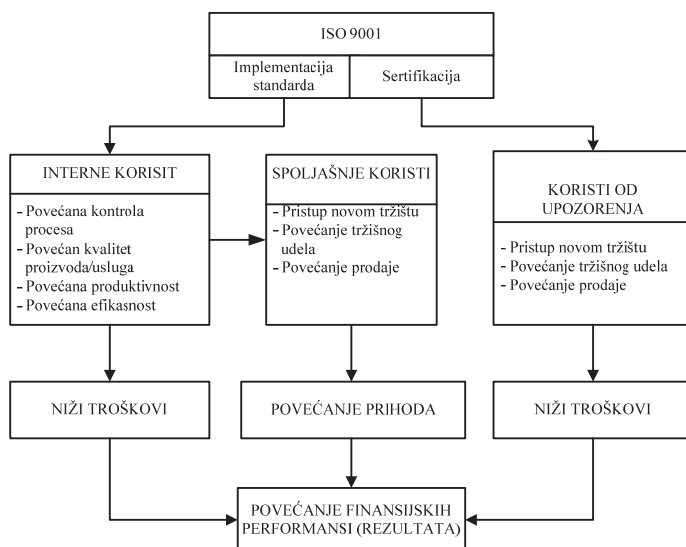 ISO 9001
Implementacija
standarda
Sertifikacija
INTERNE KORISIT
- Povećana kontrola
procesa
- Povećan kvalitet
proizvoda/usluga
- Povećana produktivnost
- Povećana efikasnost
SPOLJAŠNJE KORISTI
- Pristup novom tržištu
- Povećanje tržišnog
udela
- Povećanje prodaje
KORISTI OD
UPOZORENJA
- Pristup novom tržištu
- Povećanje tržišnog udela
- Povećanje prodaje
NIŽI TROŠKOVI
POVEĆANJE PRIHODA
NIŽI TROŠKOVI
POVEĆANJE FINANSIJSKIH
PERFORMANSI (REZULTATA)